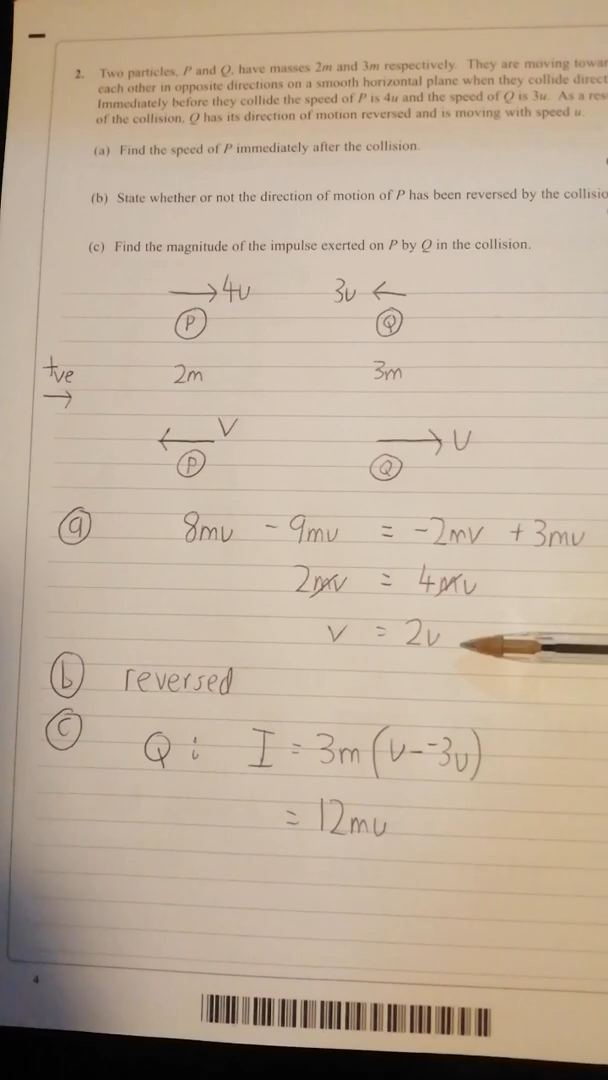 2. Two particles, P and Q, have masses 2m and 3m respectively. They are moving towar
each other in opposite directions on a smooth horizontal plane when they collide direct
Immediately before they collide the speed of P is 4u and the speed of Q is 3u. As a res
of the collision, Q has its direction of motion reversed and is moving with speed u.
(a) Find the speed of P immediately after the collision.
(b) State whether or not the direction of motion of P has been reversed by the collisio
(c) Find the magnitude of the impulse exerted on P by Q in the collision.
→ 4u 3u ←
P Q
+ve → 2m 3m
← v → u
P Q
(a) 8mu - 9mu = -2mv + 3mu
2mv = 4mu
v = 2u
(b) reversed
(c) Q: I = 3m(u--3u)
= 12mu
4